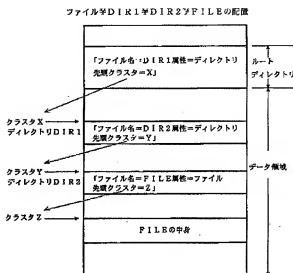 ファイル¥DIR1¥DIR2¥FILEの配置
「ファイル名=DIR1属性=ディレクトリ
先頭クラスタ=X」
ルート
ディレクトリ
クラスタX
ディレクトリDIR1
「ファイル名=DIR2属性=ディレクトリ
先頭クラスタ=Y」
クラスタY
ディレクトリDIR2
「ファイル名=FILE属性=ファイル
先頭クラスタ=Z」
データ領域
クラスタZ
FILEの中身